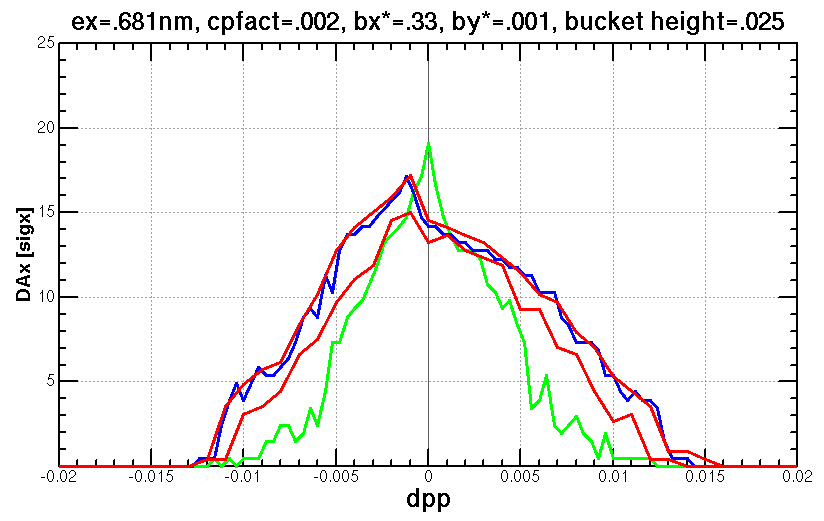 ex=.681nm, cpfact=.002, bx*=.33, by*=.001, bucket height=.025
25
20
15
10
5
DAx [sigx]
-0.02 -0.015 -0.01 -0.005 0 0.005 0.01 0.015 0.02
dpp